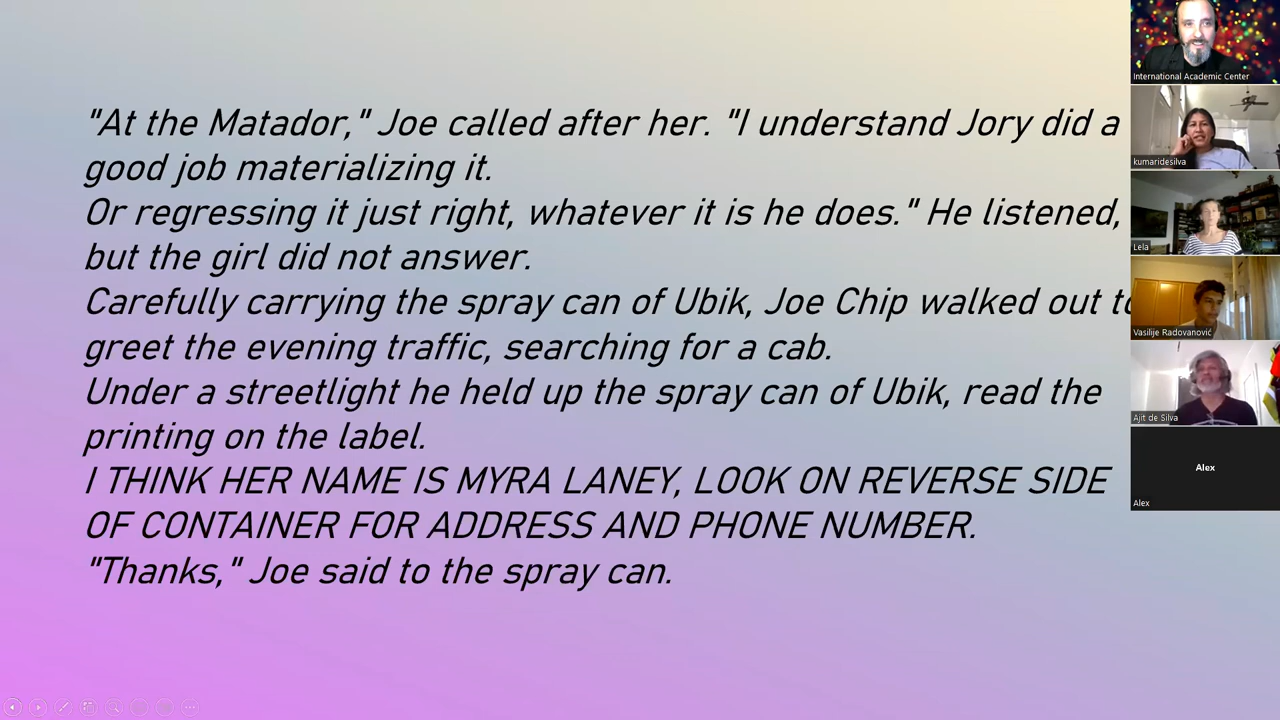 "At the Matador," Joe called after her. "I understand Jory did a
good job materializing it.
Or regressing it just right, whatever it is he does." He listened,
but the girl did not answer.
Carefully carrying the spray can of Ubik, Joe Chip walked out to
greet the evening traffic, searching for a cab.
Under a streetlight he held up the spray can of Ubik, read the
printing on the label.
I THINK HER NAME IS MYRA LANEY, LOOK ON REVERSE SIDE
OF CONTAINER FOR ADDRESS AND PHONE NUMBER.
"Thanks," Joe said to the spray can.
International Academic Center
kumaridesilva
Lela
Vasilije Radovanović
Ajit de Silva
Alex
Alex